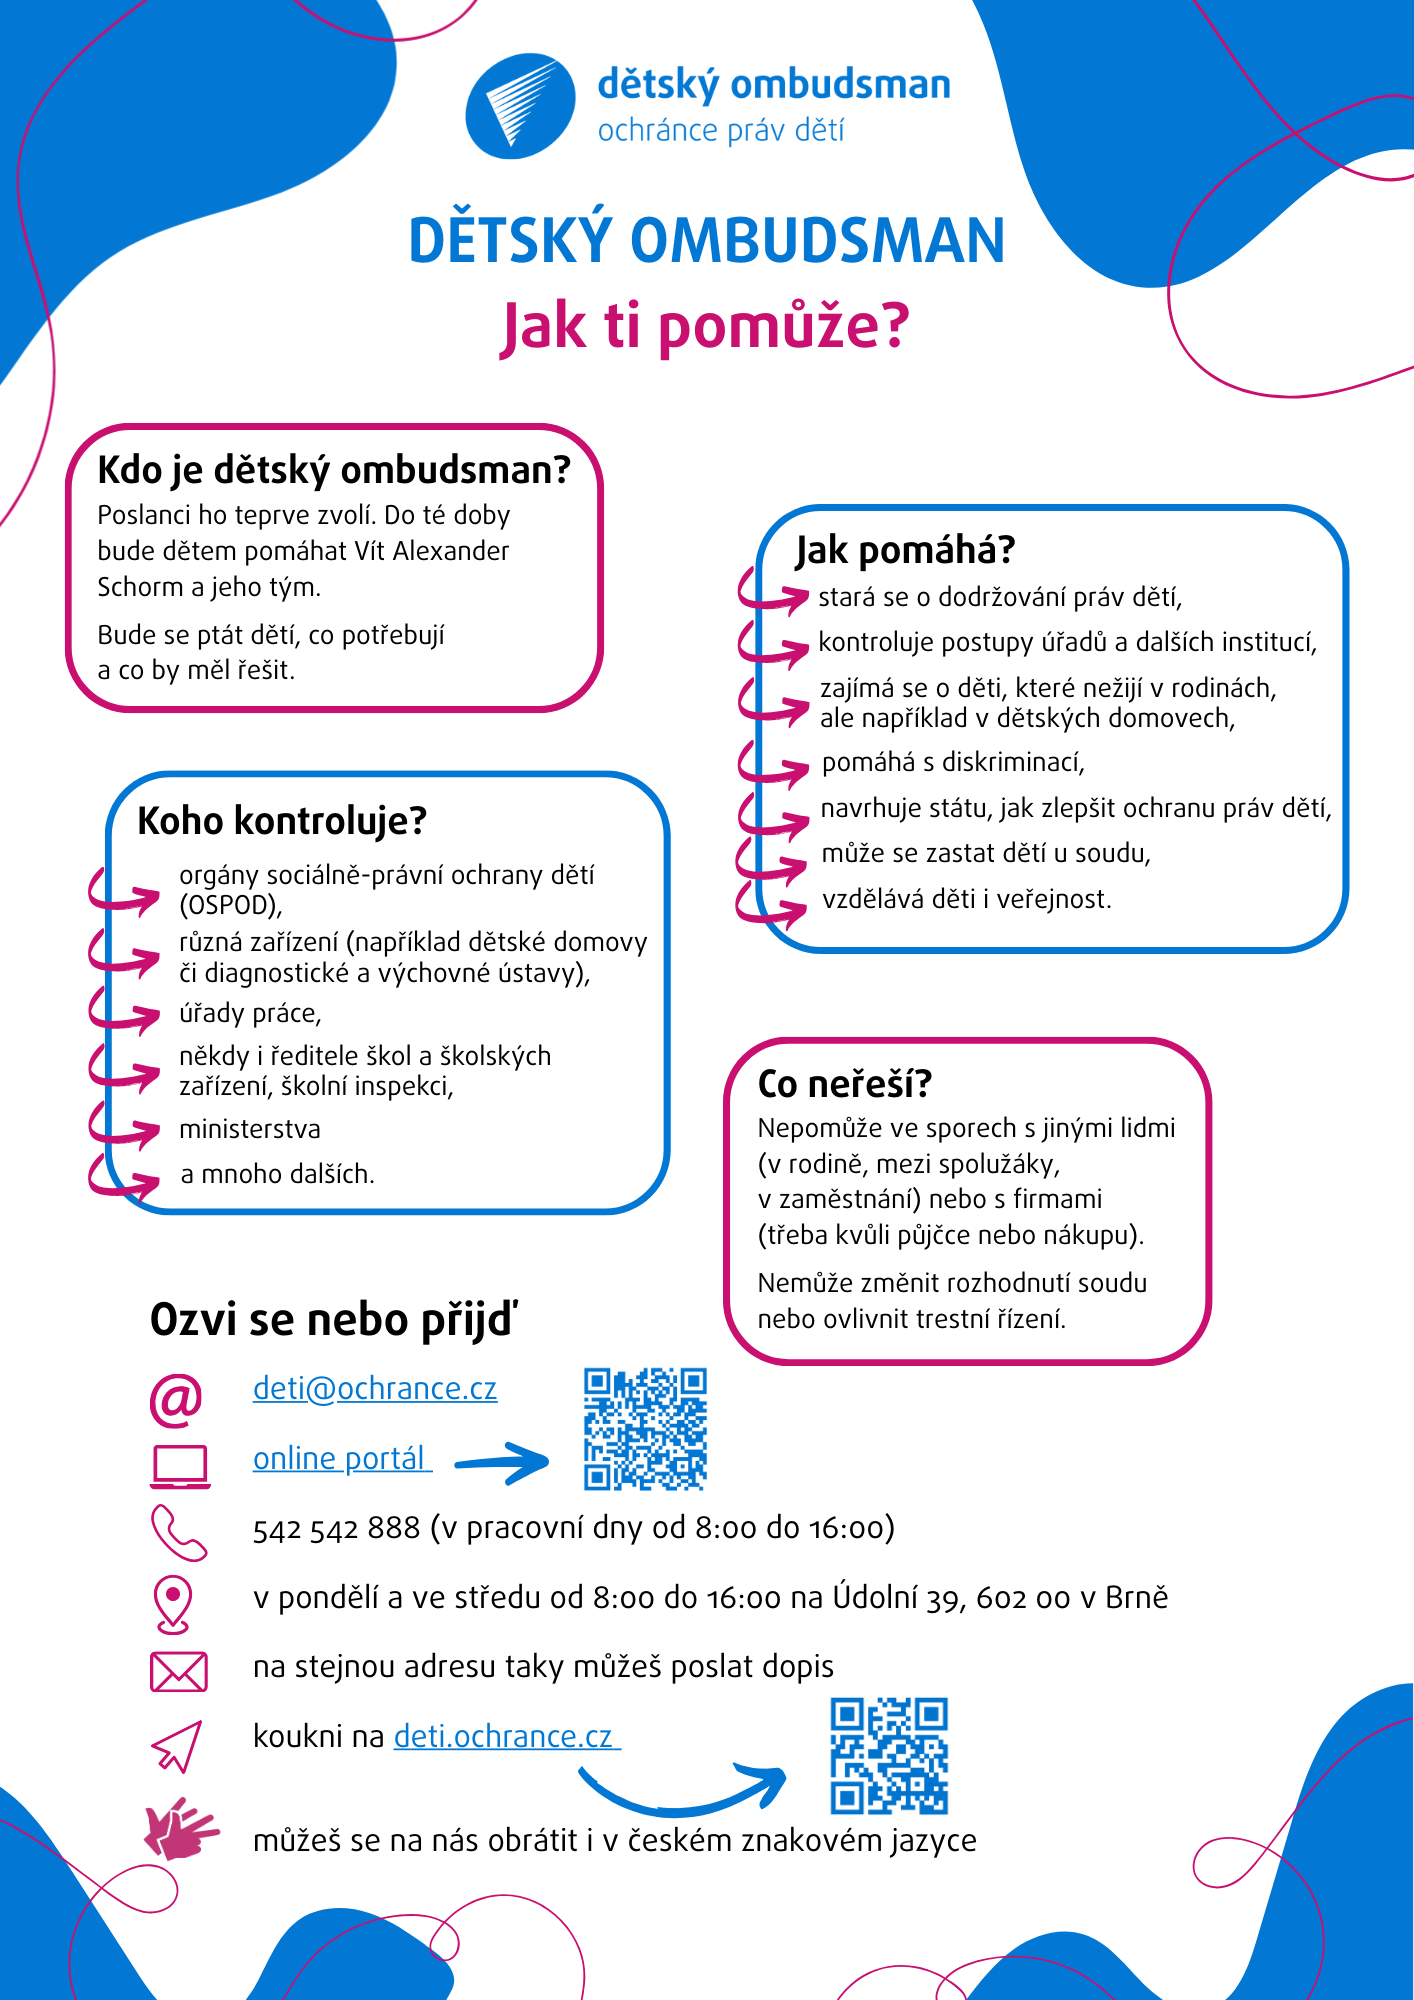 dětský ombudsman
ochránce práv dětí
DĚTSKÝ OMBUDSMAN
Jak ti pomůže?
Kdo je dětský ombudsman?
Poslanci ho teprve zvolí. Do té doby
bude dětem pomáhat Vít Alexander
Schorm a jeho tým.
Bude se ptát dětí, co potřebují
a co by měl řešit.
Jak pomáhá?
stará se o dodržování práv dětí,
kontroluje postupy úřadů a dalších institucí,
zajímá se o děti, které nežijí v rodinách,
ale například v dětských domovech,
pomáhá s diskriminací,
navrhuje státu, jak zlepšit ochranu práv dětí,
může se zastat dětí u soudu,
vzdělává děti i veřejnost.
Koho kontroluje?
orgány sociálně-právní ochrany dětí
(OSPOD),
různá zařízení (například dětské domovy
či diagnostické a výchovné ústavy),
úřady práce,
někdy i ředitele škol a školských
zařízení, školní inspekci,
ministerstva
a mnoho dalších.
Co neřeší?
Nepomůže ve sporech s jinými lidmi
(v rodině, mezi spolužáky,
v zaměstnání) nebo s firmami
(třeba kvůli půjčce nebo nákupu).
Nemůže změnit rozhodnutí soudu
nebo ovlivnit trestní řízení.
Ozvi se nebo přijď
@ deti@ochrance.cz
online portál
542 542 888 (v pracovní dny od 8:00 do 16:00)
v pondělí a ve středu od 8:00 do 16:00 na Údolní 39, 602 00 v Brně
na stejnou adresu taky můžeš poslat dopis
koukni na deti.ochrance.cz
můžeš se na nás obrátit i v českém znakovém jazyce